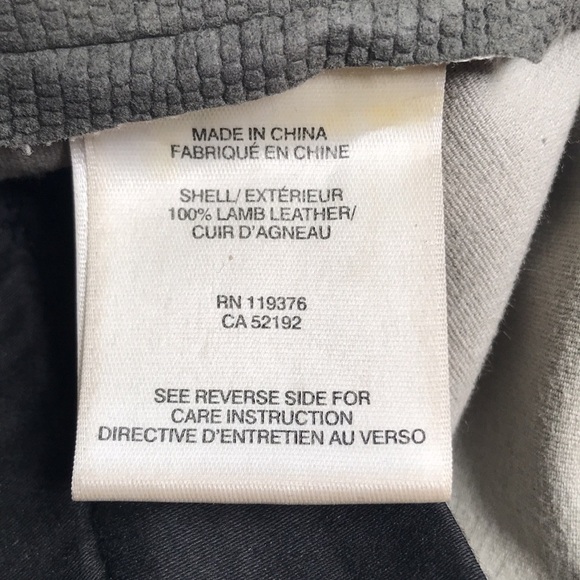 MADE IN CHINA
FABRIQUÉ EN CHINE
SHELL/ EXTÉRIEUR
100% LAMB LEATHER/
CUIR D'AGNEAU
RN 119376
CA 52192
SEE REVERSE SIDE FOR
CARE INSTRUCTION
DIRECTIVE D'ENTRETIEN AU VERSO